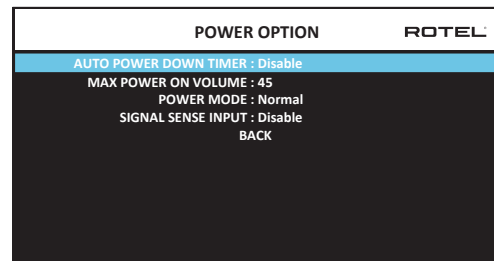 POWER OPTION ROTEL
AUTO POWER DOWN TIMER : Disable
MAX POWER ON VOLUME : 45
POWER MODE : Normal
SIGNAL SENSE INPUT : Disable
BACK